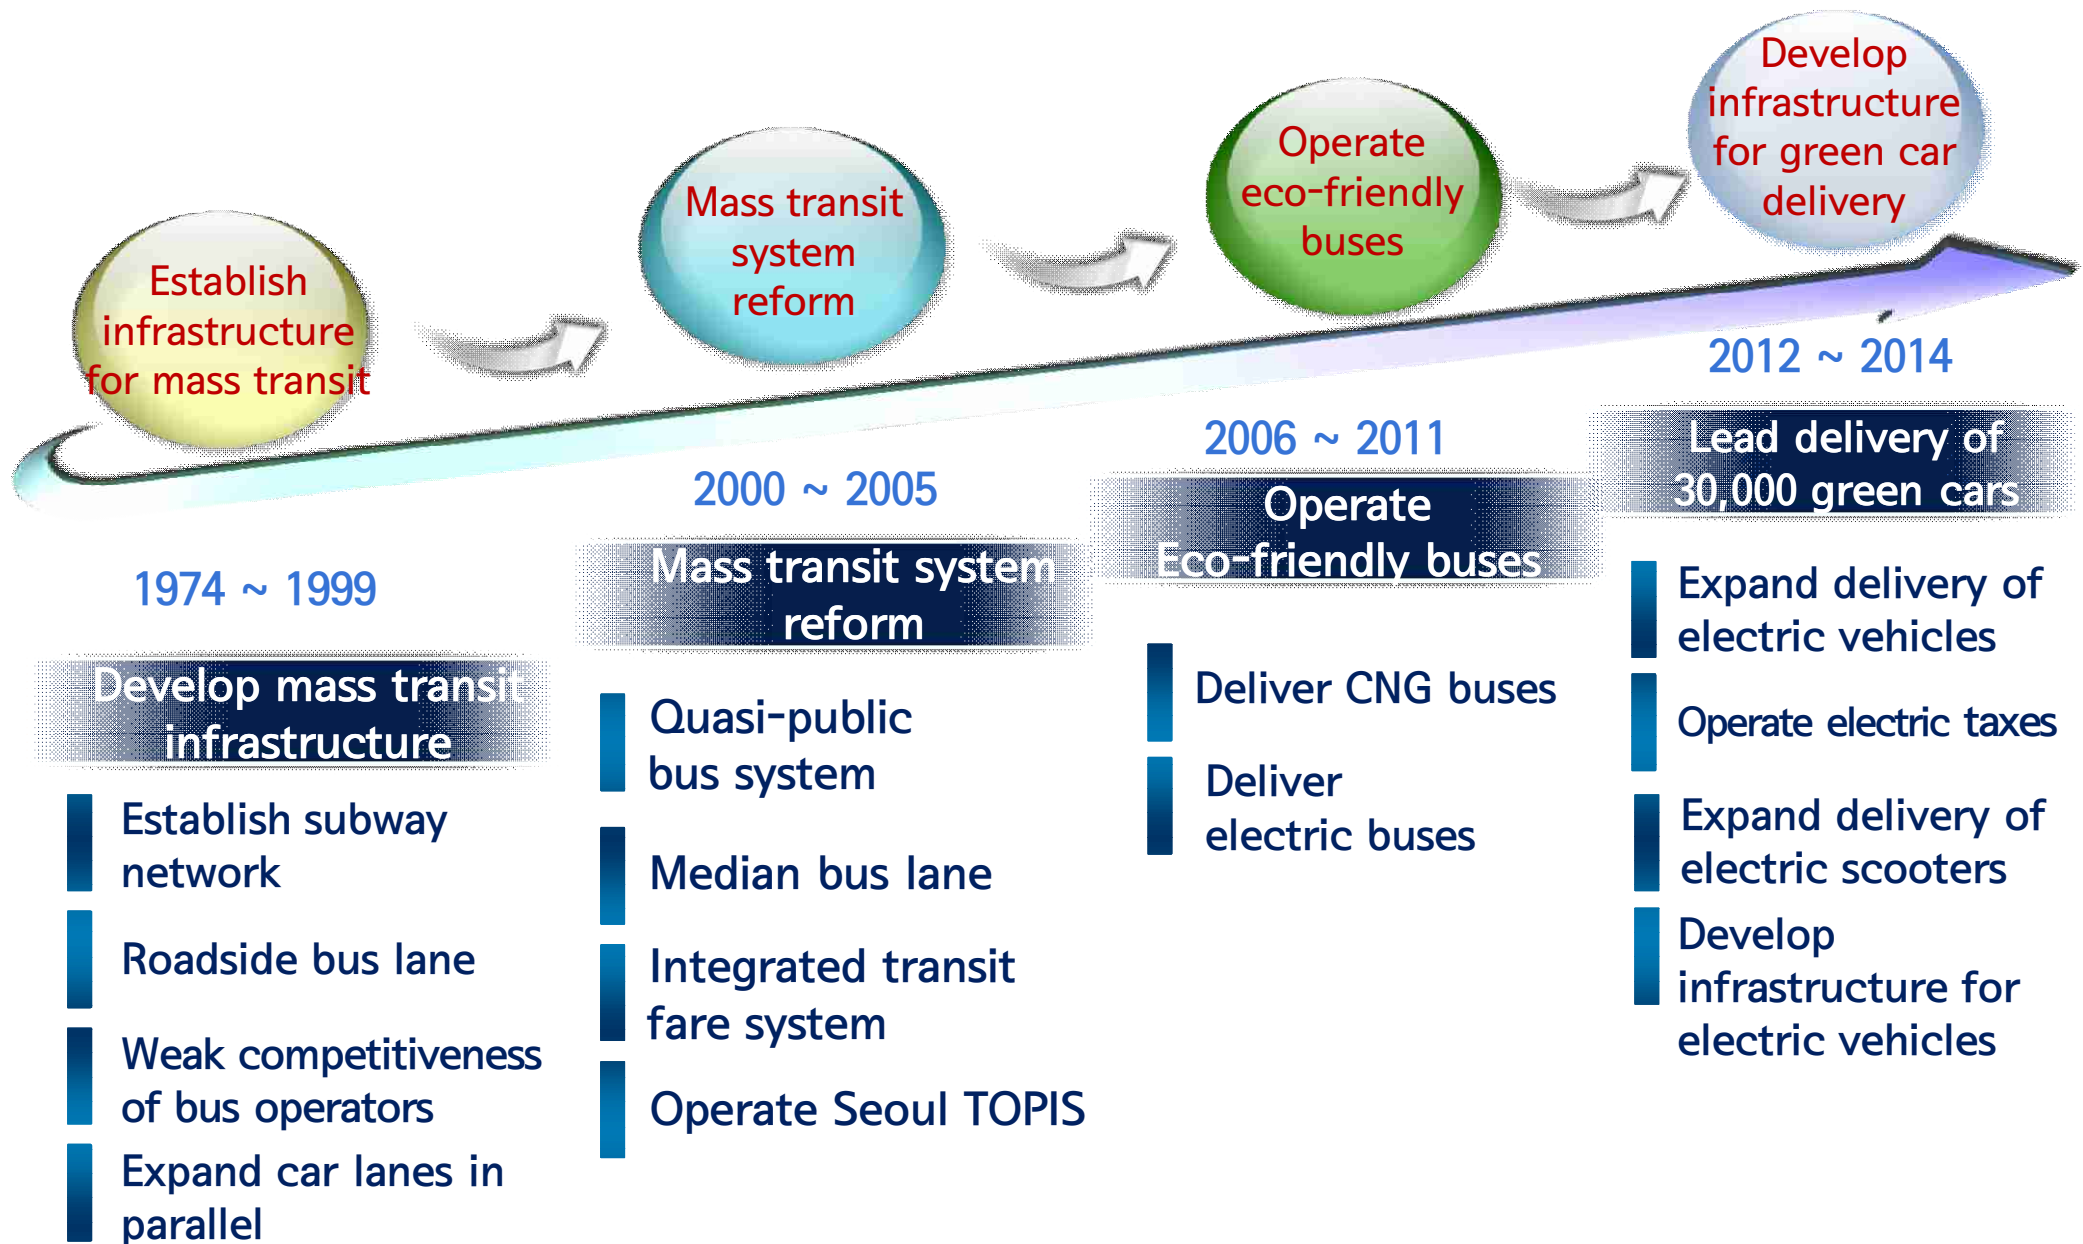 Establish
infrastructure
for mass transit
Mass transit
system
reform
Operate
eco-friendly
buses
Develop
infrastructure
for green car
delivery
1974 ~ 1999
Develop mass transit
infrastructure
Establish subway
network
Roadside bus lane
Weak competitiveness
of bus operators
Expand car lanes in
parallel
2000 ~ 2005
Mass transit system
reform
Quasi-public
bus system
Median bus lane
Integrated transit
fare system
Operate Seoul TOPIS
2006 ~ 2011
Operate
Eco-friendly buses
Deliver CNG buses
Deliver
electric buses
2012 ~ 2014
Lead delivery of
30,000 green cars
Expand delivery of
electric vehicles
Operate electric taxes
Expand delivery of
electric scooters
Develop
infrastructure for
electric vehicles